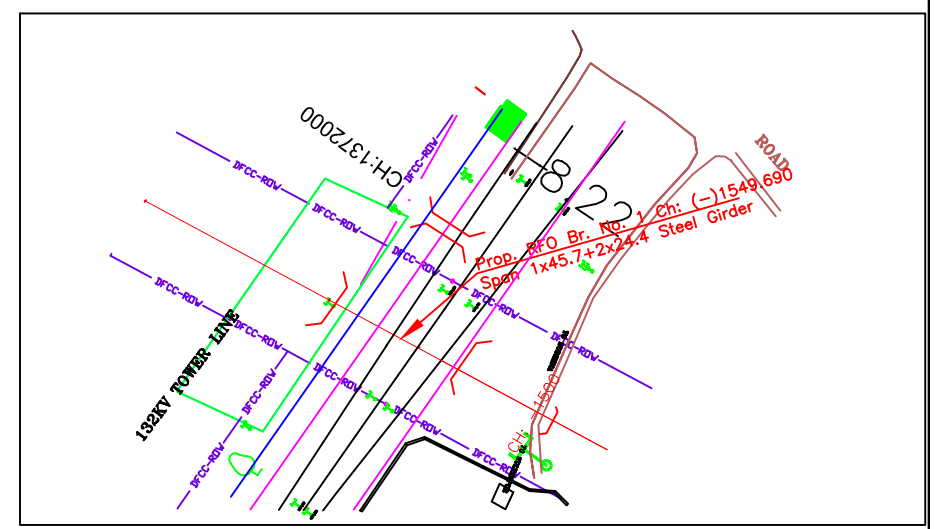 CH:1372000
ROAD
DFCC-ROW
DFCC-ROW
DFCC-ROW
-8.22
Prop. RFO Br. No. 1 Ch: (-)1549.690
Span 1x45.7+2x24.4 Steel Girder
DFCC-ROW
DFCC-ROW
DFCC-ROW
DFCC-ROW
DFCC-ROW
DFCC-ROW
132KV TOWER LINE
DFCC-ROW
DFCC-ROW
CH: -1500
DFCC-ROW
DFCC-ROW
DFCC-ROW